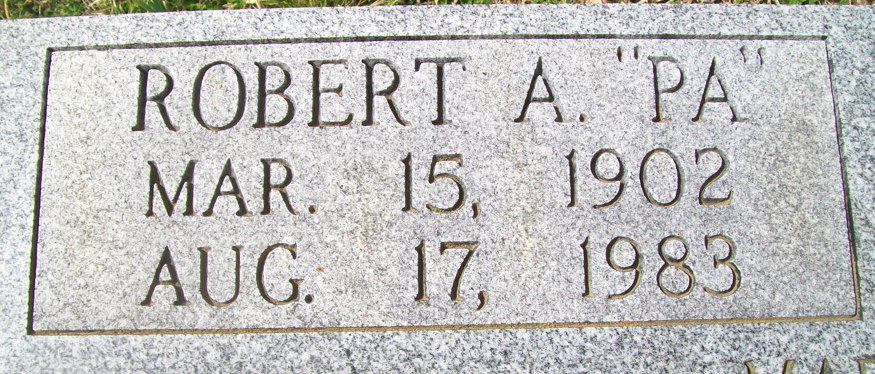 ROBERT A. "PA"
MAR. 15, 1902
AUG. 17, 1983